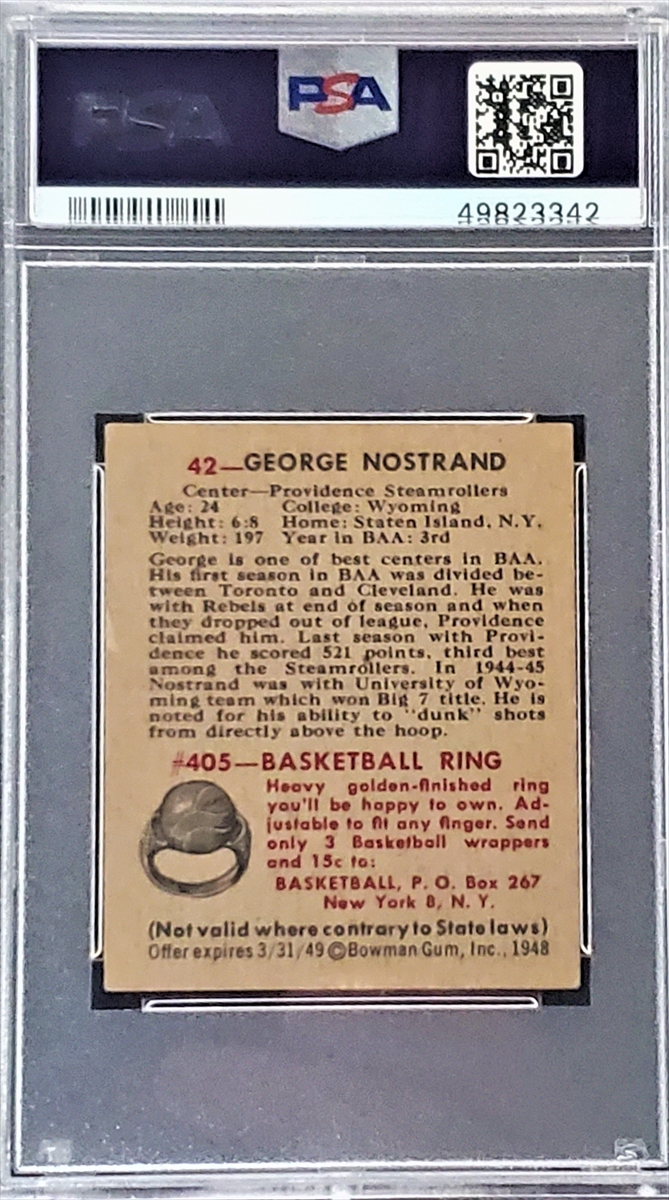 PSA
PSA
49823342
42—GEORGE NOSTRAND
Center—Providence Steamrollers
Age: 24 College: Wyoming
Height: 6:8 Home: Staten Island, N.Y.
Weight: 197 Year in BAA: 3rd
George is one of best centers in BAA.
His first season in BAA was divided be-
tween Toronto and Cleveland. He was
with Rebels at end of season and when
they dropped out of league, Providence
claimed him. Last season with Provi-
dence he scored 521 points, third best
among the Steamrollers. In 1944-45
Nostrand was with University of Wyo-
ming team which won Big 7 title. He is
noted for his ability to "dunk" shots
from directly above the hoop.
#405—BASKETBALL RING
Heavy golden-finished ring
you'll be happy to own. Ad-
justable to fit any finger. Send
only 3 Basketball wrappers
and 15c to:
BASKETBALL, P. O. Box 267
New York 8, N. Y.
(Not valid where contrary to State laws)
Offer expires 3/31/49 ©Bowman Gum, Inc., 1948